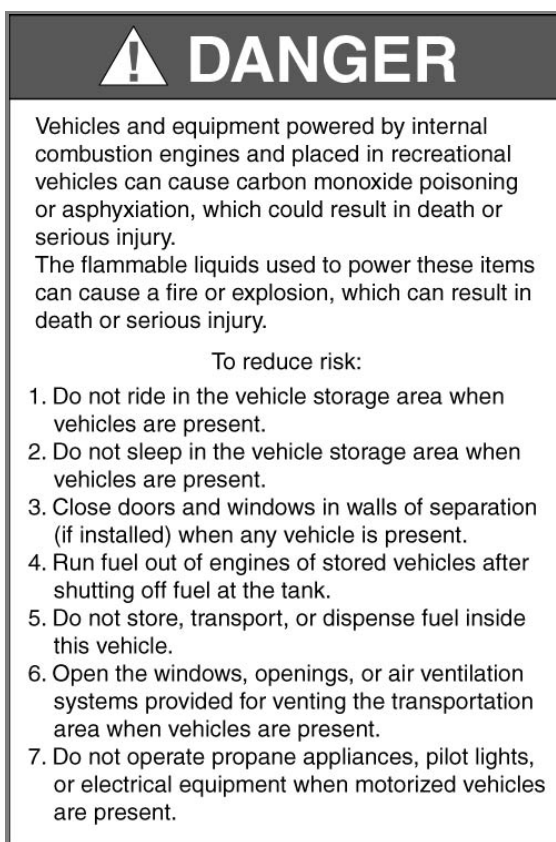 DANGER
Vehicles and equipment powered by internal
combustion engines and placed in recreational
vehicles can cause carbon monoxide poisoning
or asphyxiation, which could result in death or
serious injury.
The flammable liquids used to power these items
can cause a fire or explosion, which can result in
death or serious injury.
To reduce risk:
1. Do not ride in the vehicle storage area when
vehicles are present.
2. Do not sleep in the vehicle storage area when
vehicles are present.
3. Close doors and windows in walls of separation
(if installed) when any vehicle is present.
4. Run fuel out of engines of stored vehicles after
shutting off fuel at the tank.
5. Do not store, transport, or dispense fuel inside
this vehicle.
6. Open the windows, openings, or air ventilation
systems provided for venting the transportation
area when vehicles are present.
7. Do not operate propane appliances, pilot lights,
or electrical equipment when motorized vehicles
are present.